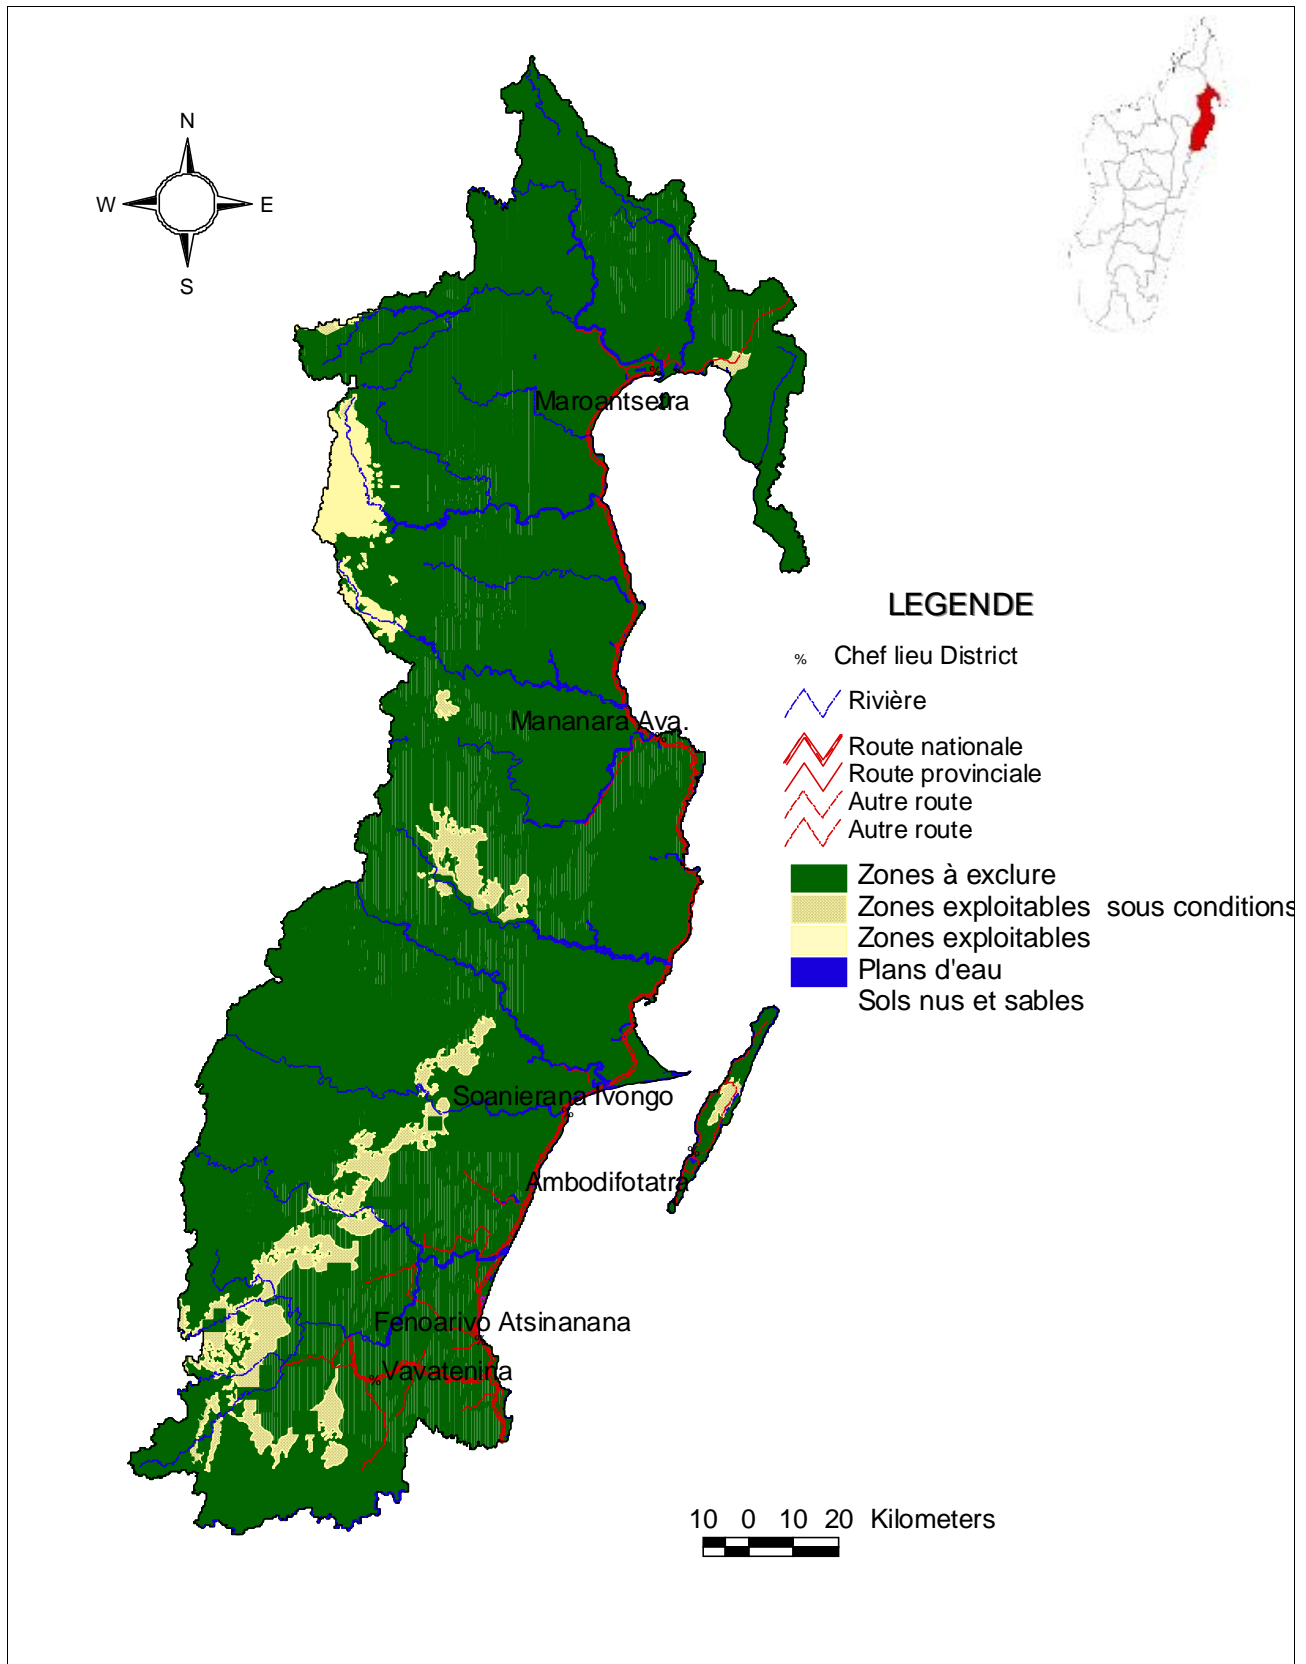 N
W E
S
Maroantsetra
LEGENDE
% Chef lieu District
Rivière
Mananara Ava.
Route nationale
Route provinciale
Autre route
Autre route
Zones à exclure
Zones exploitables sous conditions
Zones exploitables
Plans d'eau
Sols nus et sables
Soanierana Ivongo
Ambodifotatra
Fenoarivo Atsinanana
Vavatenina
10 0 10 20 Kilometers